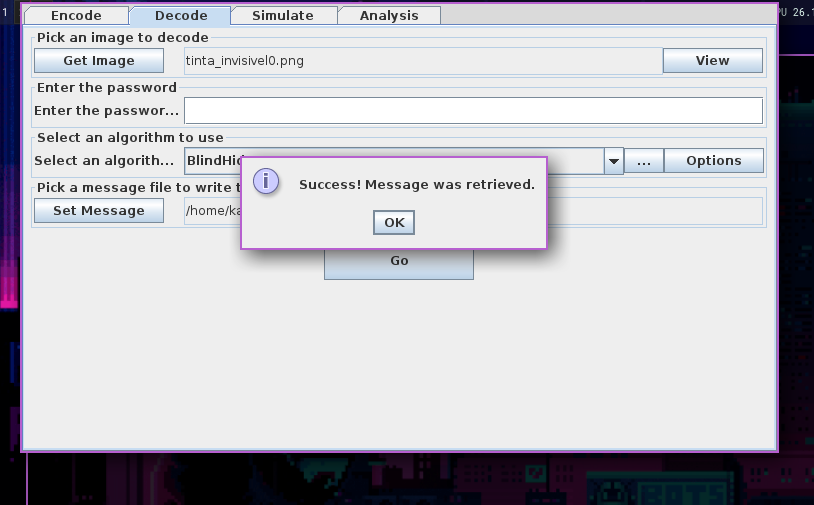 1
PU 26.1
Encode Decode Simulate Analysis
Pick an image to decode
Get Image tinta_invisivel0.png View
Enter the password
Enter the passwor...
Select an algorithm to use
Select an algorith... BlindHid ... Options
Pick a message file to write t
Set Message /home/ka
Success! Message was retrieved.
OK
Go
BATS